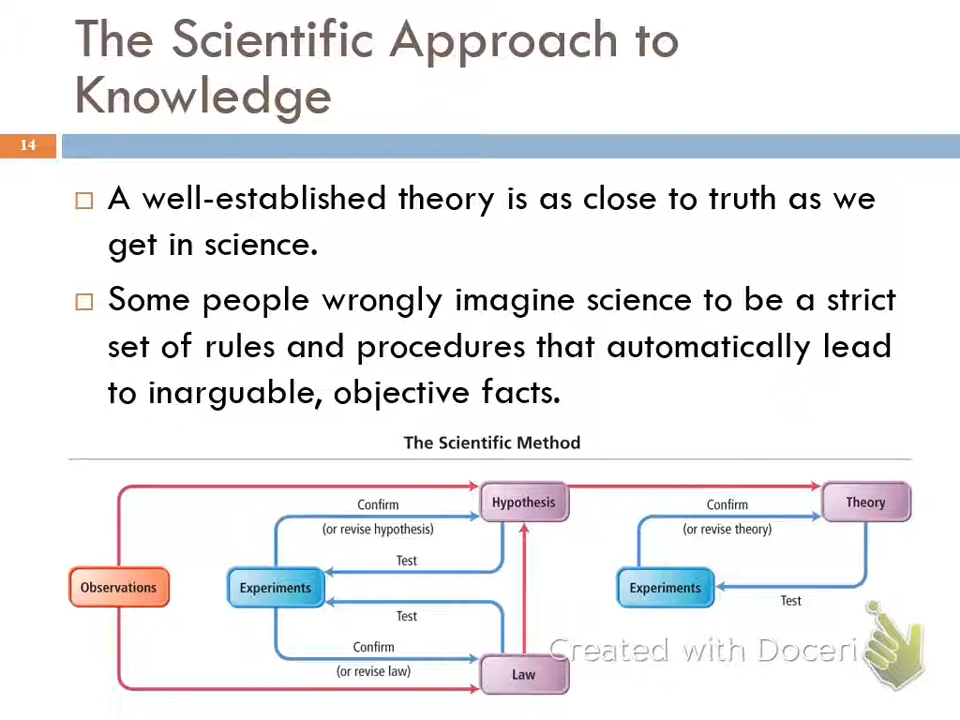 The Scientific Approach to
Knowledge
14
□ A well-established theory is as close to truth as we
get in science.
□ Some people wrongly imagine science to be a strict
set of rules and procedures that automatically lead
to inarguable, objective facts.
The Scientific Method
Hypothesis
Theory
Confirm
(or revise hypothesis)
Confirm
(or revise theory)
Test
Observations
Experiments
Experiments
Test
Test
Confirm
(or revise law)
Law
Created with Doceri